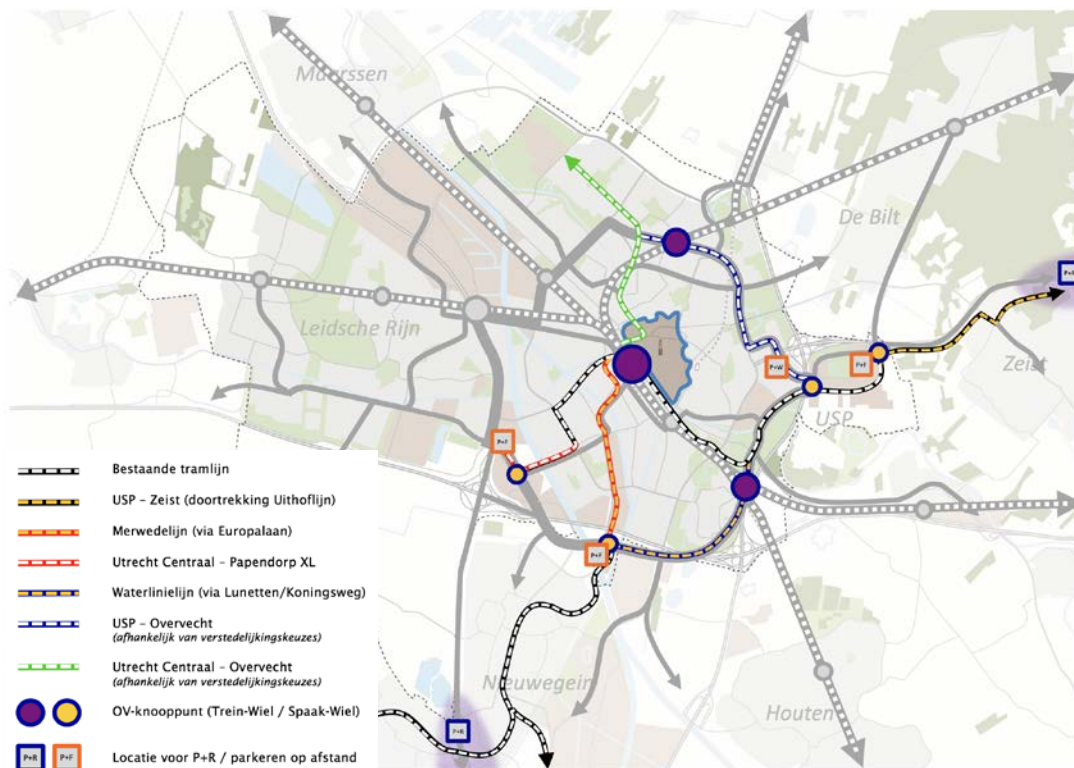 Maarssen
De Bilt
P+R
Leidsche Rijn
Zeist
P+W
P+F
USP
P+F
P+F
Nieuwegein
Houten
P+R
Bestaande tramlijn
USP – Zeist (doortrekking Uithoflijn)
Merwedelijn (via Europalaan)
Utrecht Centraal – Papendorp XL
Waterlinielijn (via Lunetten/Koningsweg)
USP – Overvecht
(afhankelijk van verstedelijkingskeuzes)
Utrecht Centraal – Overvecht
(afhankelijk van verstedelijkingskeuzes)
OV-knooppunt (Trein-Wiel / Spaak-Wiel)
P+R P+F Locatie voor P+R / parkeren op afstand